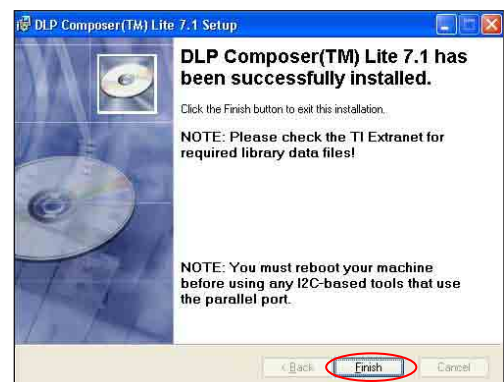 DLP Composer(TM) Lite 7.1 Setup
DLP Composer(TM) Lite 7.1 has
been successfully installed.
Click the Finish button to exit this installation.
NOTE: Please check the TI Extranet for
required library data files!
NOTE: You must reboot your machine
before using any I2C-based tools that use
the parallel port.
< Back
Finish
Cancel